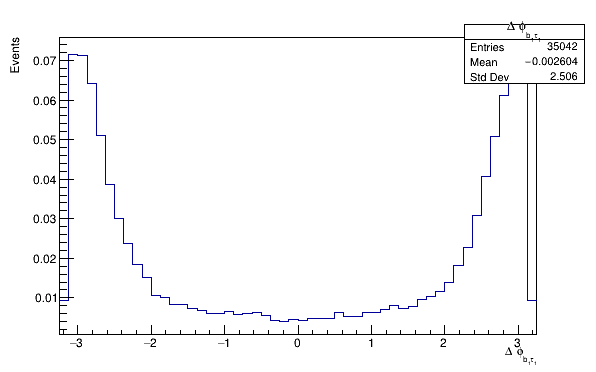 Δ ϕ_{b₁τ₁}
Entries 35042
Mean −0.002604
Std Dev 2.506
Events
0.07
0.06
0.05
0.04
0.03
0.02
0.01
−3 −2 −1 0 1 2 3
Δ ϕ_{b₁τ₁}